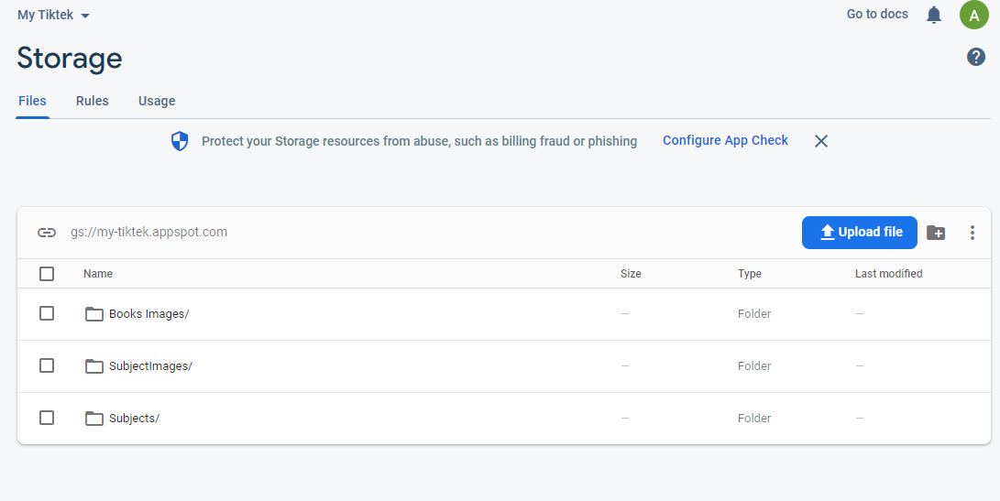 My Tiktek
Go to docs
A
Storage
?
Files Rules Usage
Protect your Storage resources from abuse, such as billing fraud or phishing Configure App Check
gs://my-tiktek.appspot.com Upload file
Name Size Type Last modified
Books Images/ — Folder —
SubjectImages/ — Folder —
Subjects/ — Folder —